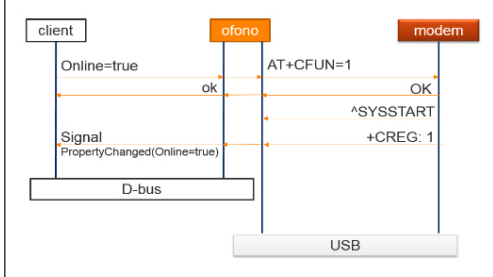 client
ofono
modem
Online=true
AT+CFUN=1
ok
OK
^SYSSTART
Signal
+CREG: 1
PropertyChanged(Online=true)
D-bus
USB